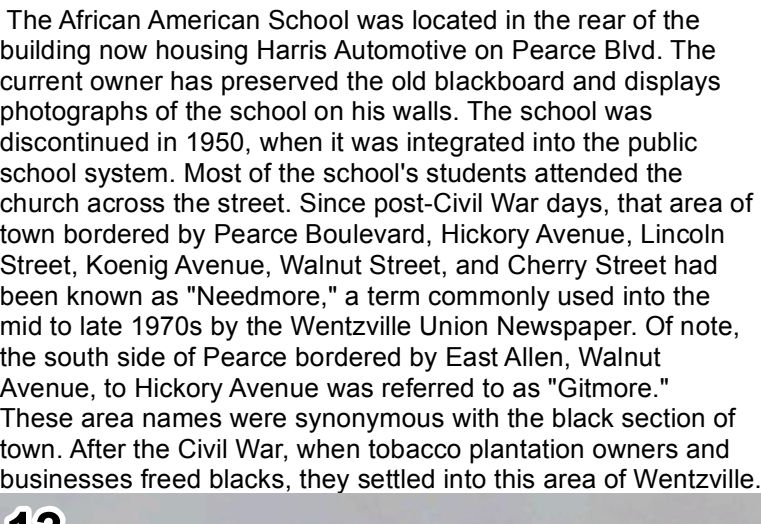 The African American School was located in the rear of the
building now housing Harris Automotive on Pearce Blvd. The
current owner has preserved the old blackboard and displays
photographs of the school on his walls. The school was
discontinued in 1950, when it was integrated into the public
school system. Most of the school's students attended the
church across the street. Since post-Civil War days, that area of
town bordered by Pearce Boulevard, Hickory Avenue, Lincoln
Street, Koenig Avenue, Walnut Street, and Cherry Street had
been known as "Needmore," a term commonly used into the
mid to late 1970s by the Wentzville Union Newspaper. Of note,
the south side of Pearce bordered by East Allen, Walnut
Avenue, to Hickory Avenue was referred to as "Gitmore."
These area names were synonymous with the black section of
town. After the Civil War, when tobacco plantation owners and
businesses freed blacks, they settled into this area of Wentzville.